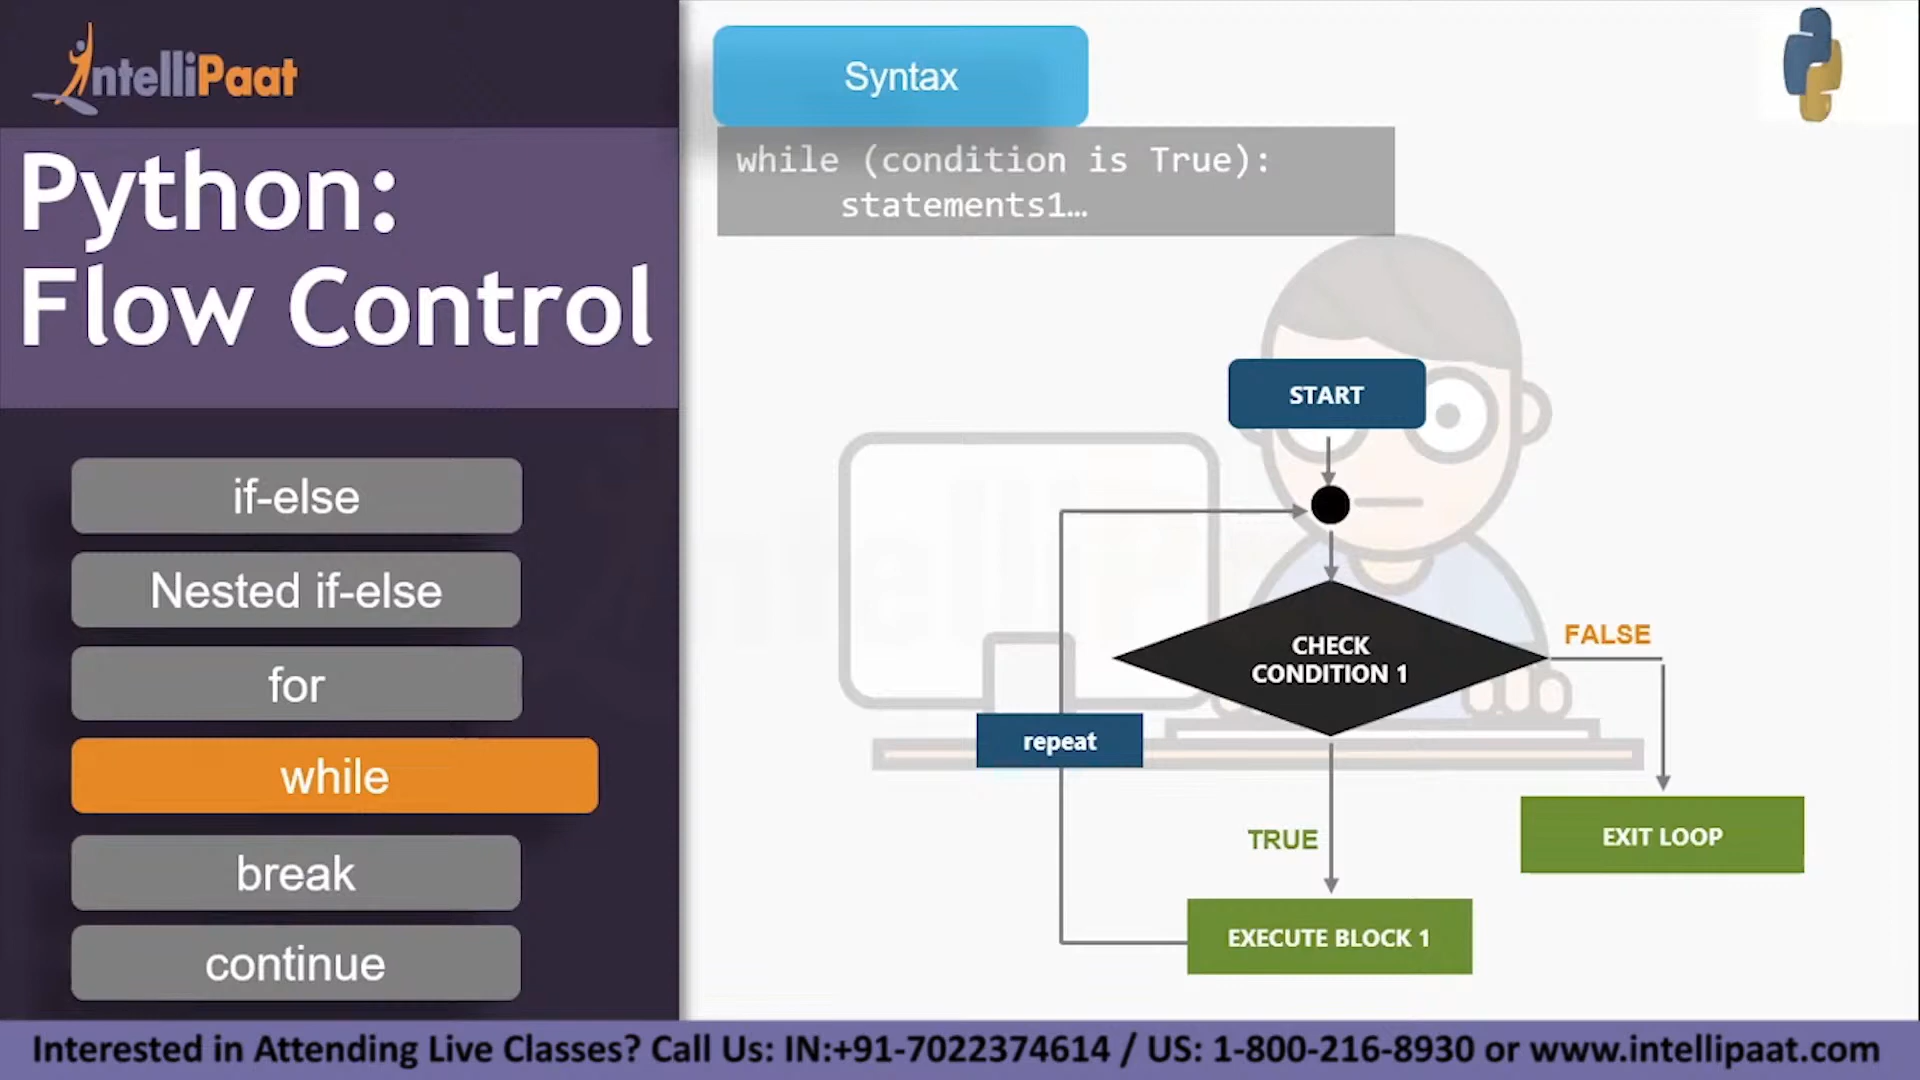 IntelliPaat
Python:
Flow Control
if-else
Nested if-else
for
while
break
continue
Syntax
while (condition is True):
statements1…
START
CHECK
CONDITION 1
FALSE
repeat
TRUE
EXIT LOOP
EXECUTE BLOCK 1
Interested in Attending Live Classes? Call Us: IN:+91-7022374614 / US: 1-800-216-8930 or www.intellipaat.com